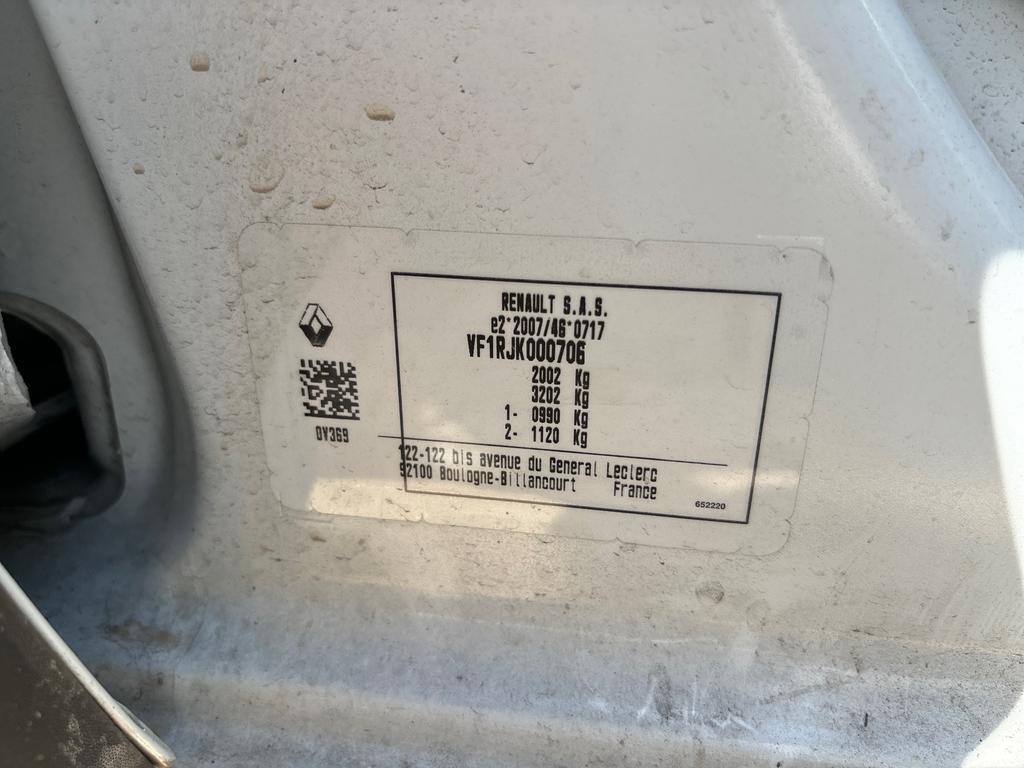 RENAULT S.A.S.
e2*2007/46*0717
VF1RJK000706
2002 Kg
3202 Kg
1- 0990 Kg
2- 1120 Kg
DV369
122-122 bis avenue du General Leclerc
92100 Boulogne-Billancourt France
652220